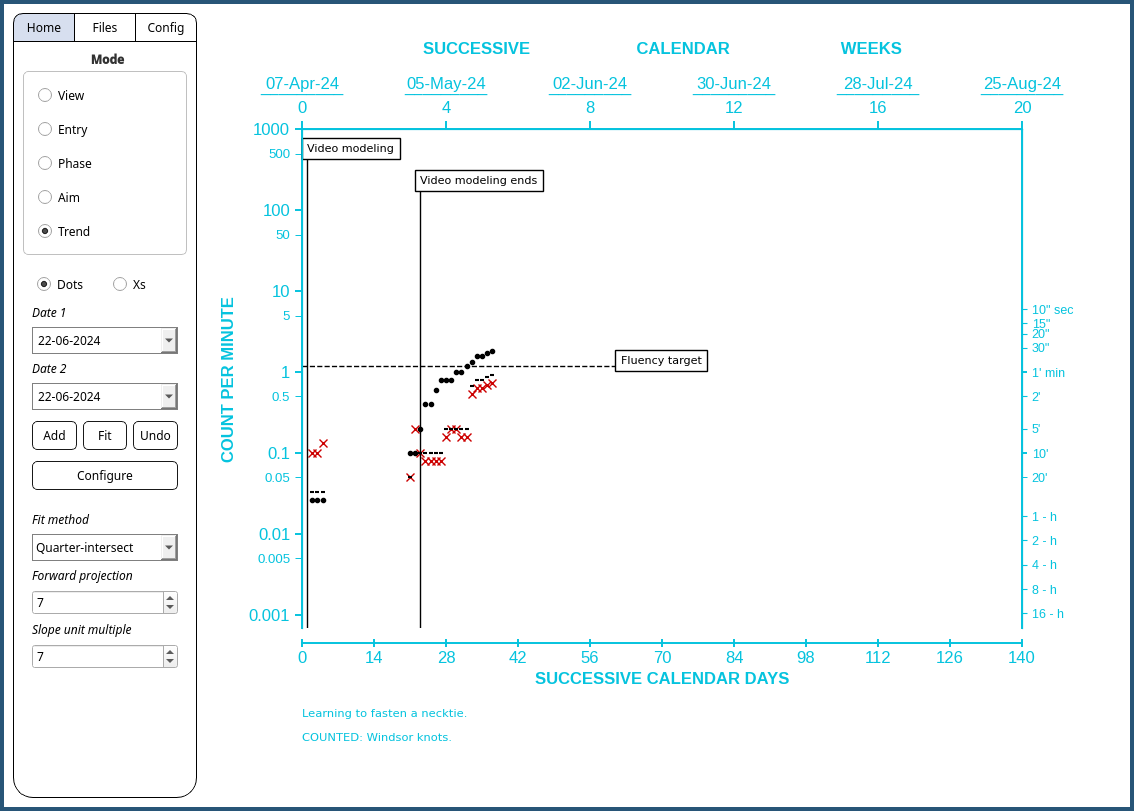 Home Files Config
Mode
View
Entry
Phase
Aim
Trend
Dots Xs
Date 1
22-06-2024
Date 2
22-06-2024
Add Fit Undo
Configure
Fit method
Quarter-intersect
Forward projection
7
Slope unit multiple
7
SUCCESSIVE CALENDAR WEEKS
07-Apr-24 05-May-24 02-Jun-24 30-Jun-24 28-Jul-24 25-Aug-24
0 4 8 12 16 20
COUNT PER MINUTE
1000
500
100
50
10
5
1
0.5
0.1
0.05
0.01
0.005
0.001
Video modeling
Video modeling ends
Fluency target
10" sec
15"
20"
30"
1' min
2'
5'
10'
20'
1 - h
2 - h
4 - h
8 - h
16 - h
0 14 28 42 56 70 84 98 112 126 140
SUCCESSIVE CALENDAR DAYS
Learning to fasten a necktie.
COUNTED: Windsor knots.